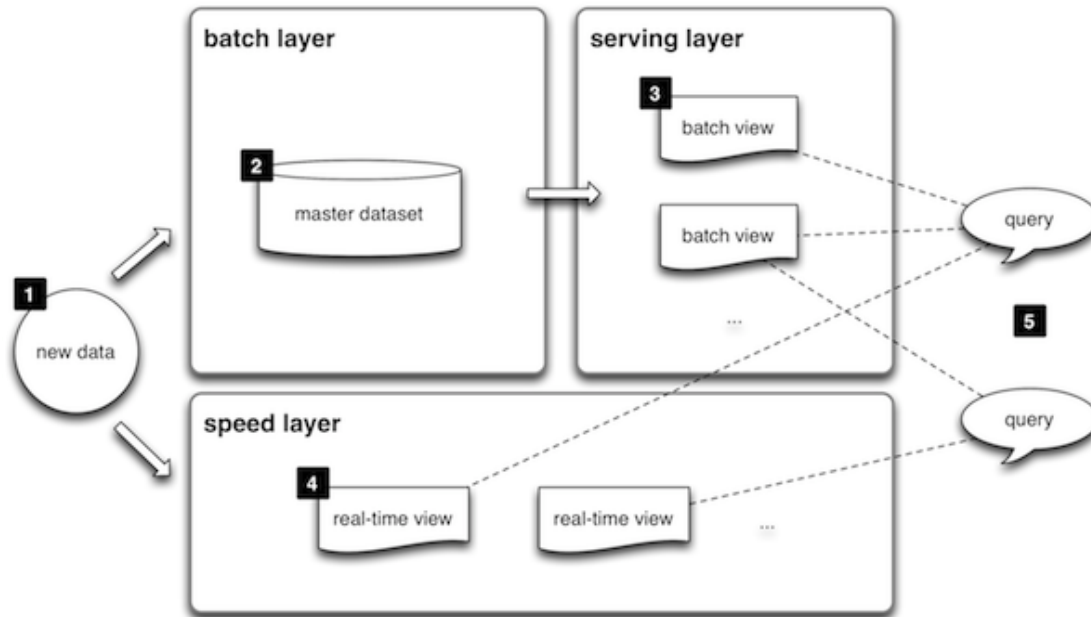 batch layer
serving layer
3
batch view
2
master dataset
batch view
query
...
1
new data
5
query
speed layer
4
real-time view
real-time view
...